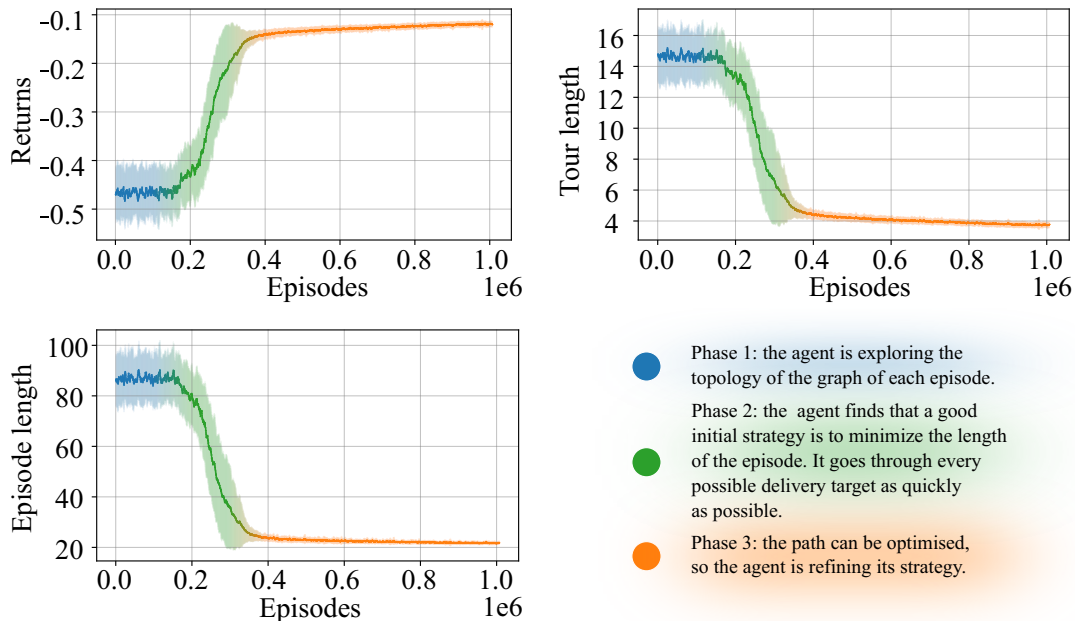 -0.1
-0.2
-0.3
-0.4
-0.5
Returns
0.0 0.2 0.4 0.6 0.8 1.0
Episodes
1e6
16
14
12
10
8
6
4
Tour length
0.0 0.2 0.4 0.6 0.8 1.0
Episodes
1e6
100
80
60
40
20
Episode length
0.0 0.2 0.4 0.6 0.8 1.0
Episodes
1e6
Phase 1: the agent is exploring the
topology of the graph of each episode.
Phase 2: the agent finds that a good
initial strategy is to minimize the length
of the episode. It goes through every
possible delivery target as quickly
as possible.
Phase 3: the path can be optimised,
so the agent is refining its strategy.